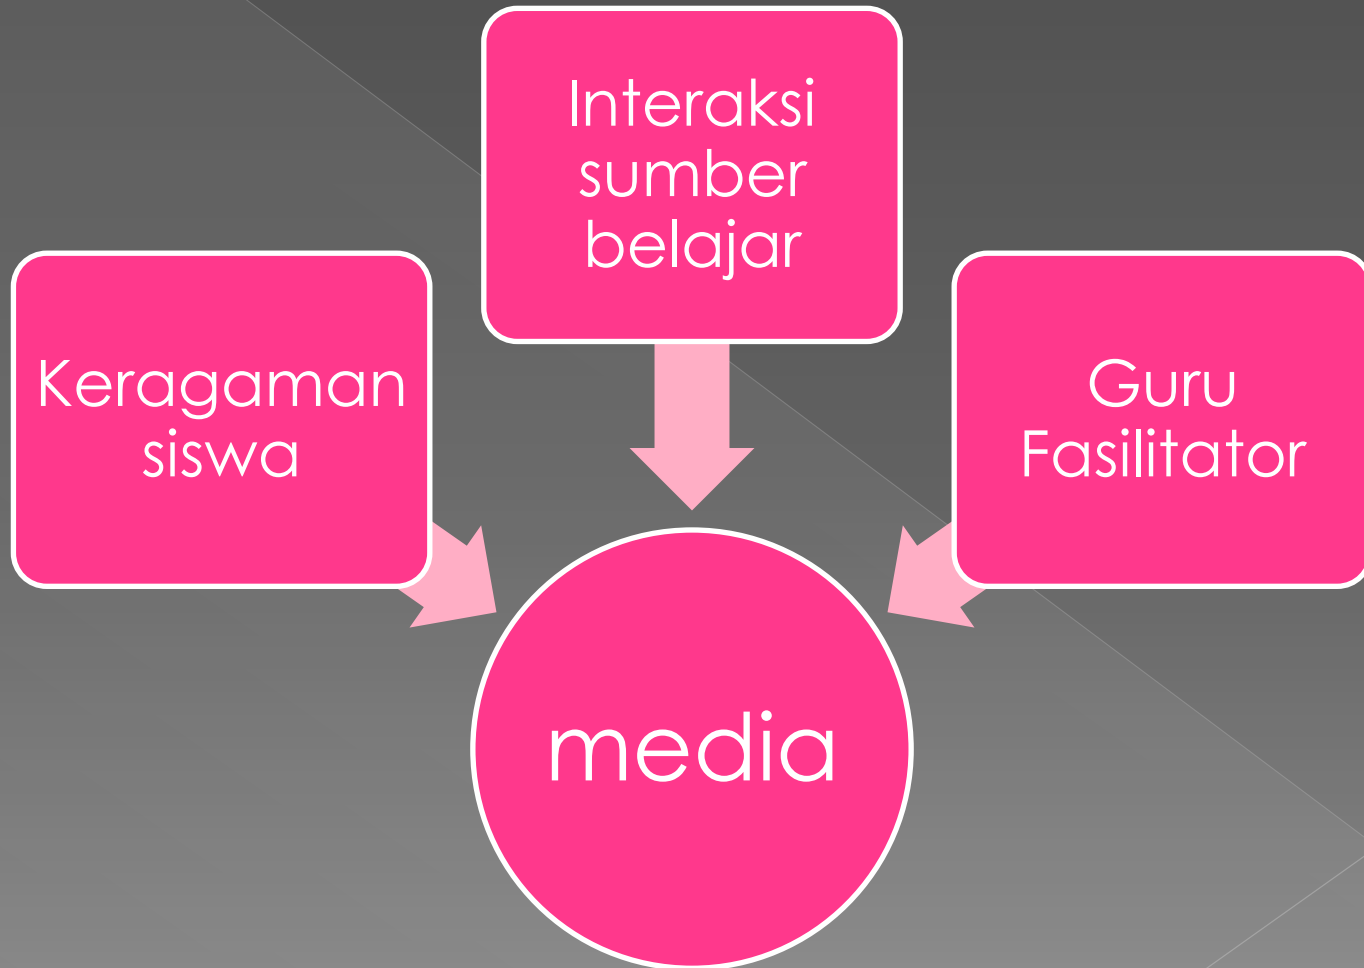 Interaksi
sumber
belajar
Keragaman
siswa
Guru
Fasilitator
media